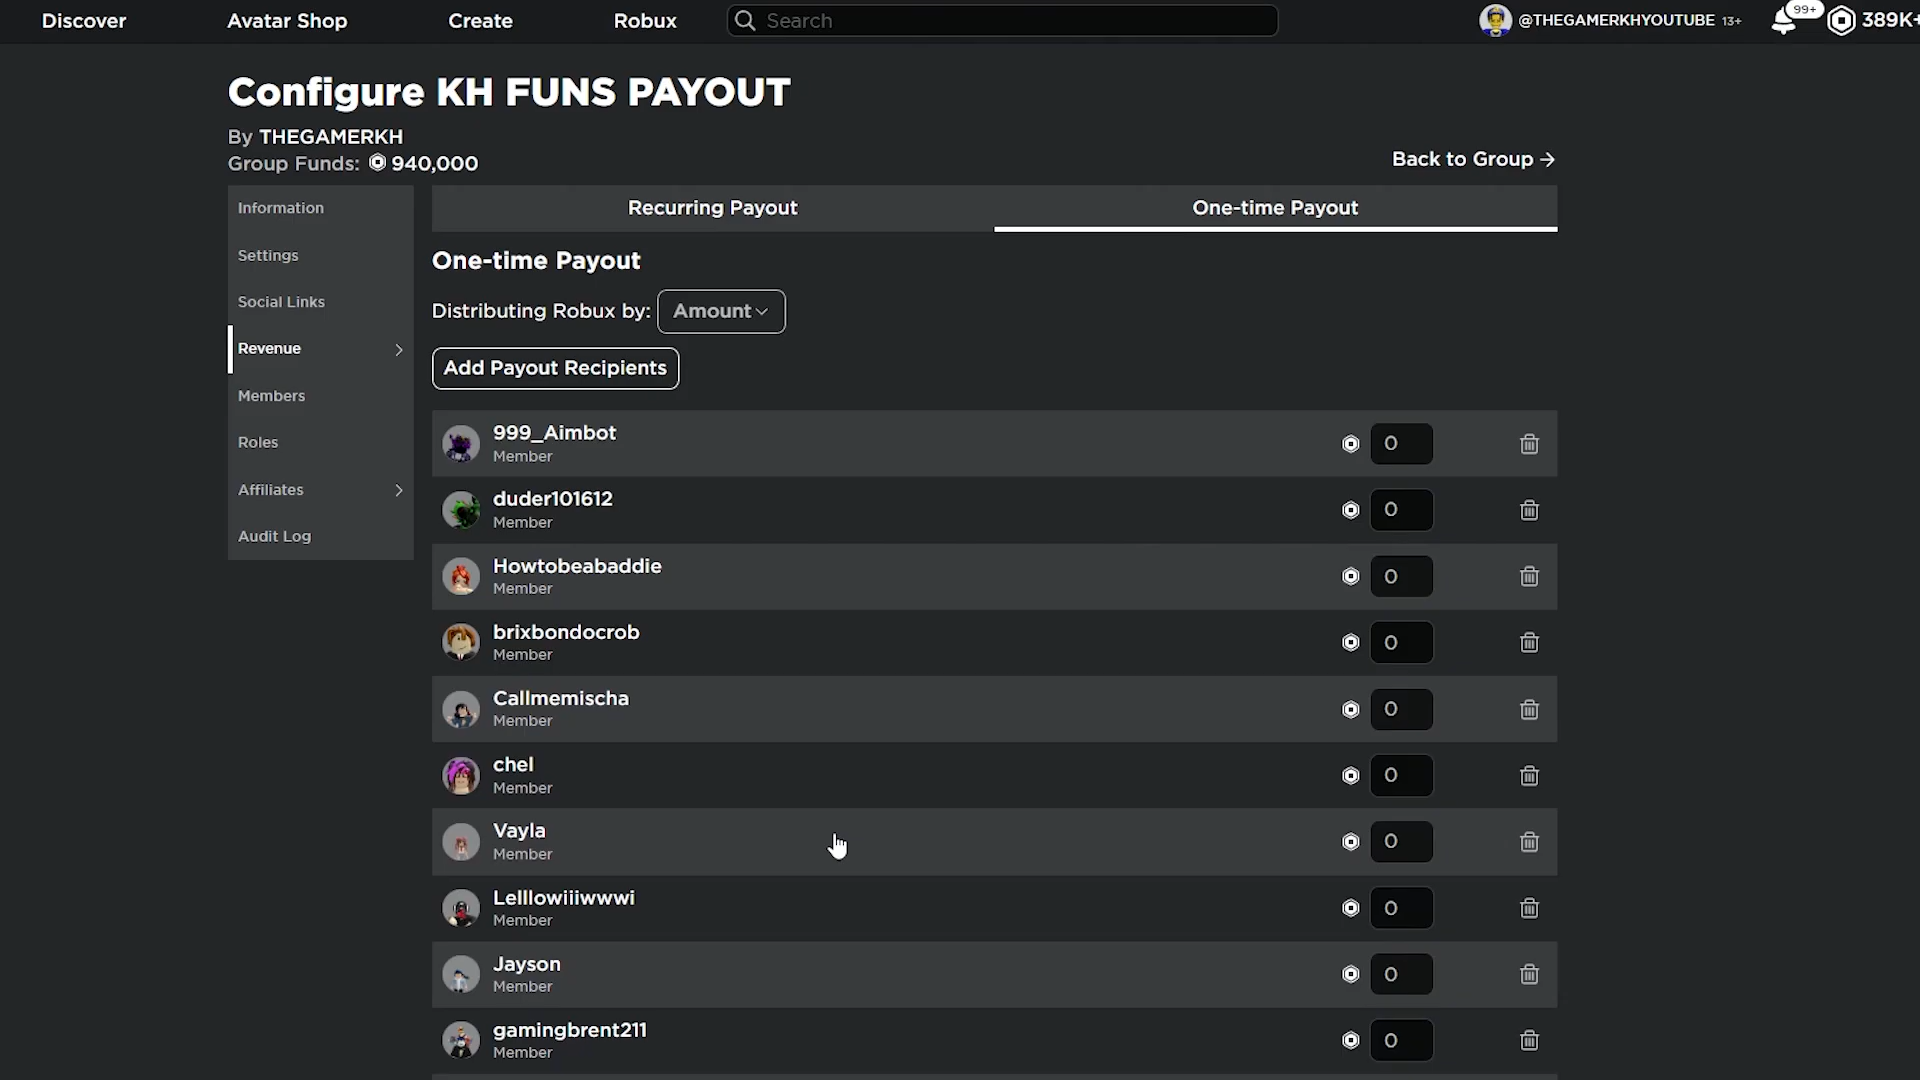 Discover
Avatar Shop
Create
Robux
Search
@THEGAMERKHYOUTUBE 13+
99+
389K+
Configure KH FUNS PAYOUT
By THEGAMERKH
Group Funds: 940,000
Back to Group →
Information
Settings
Social Links
Revenue
Members
Roles
Affiliates
Audit Log
Recurring Payout
One-time Payout
One-time Payout
Distributing Robux by: Amount
Add Payout Recipients
999_Aimbot
Member
0
duder101612
Member
0
Howtobeabaddie
Member
0
brixbondocrob
Member
0
Callmemischa
Member
0
chel
Member
0
Vayla
Member
0
Lelllowiiiwwwi
Member
0
Jayson
Member
0
gamingbrent211
Member
0